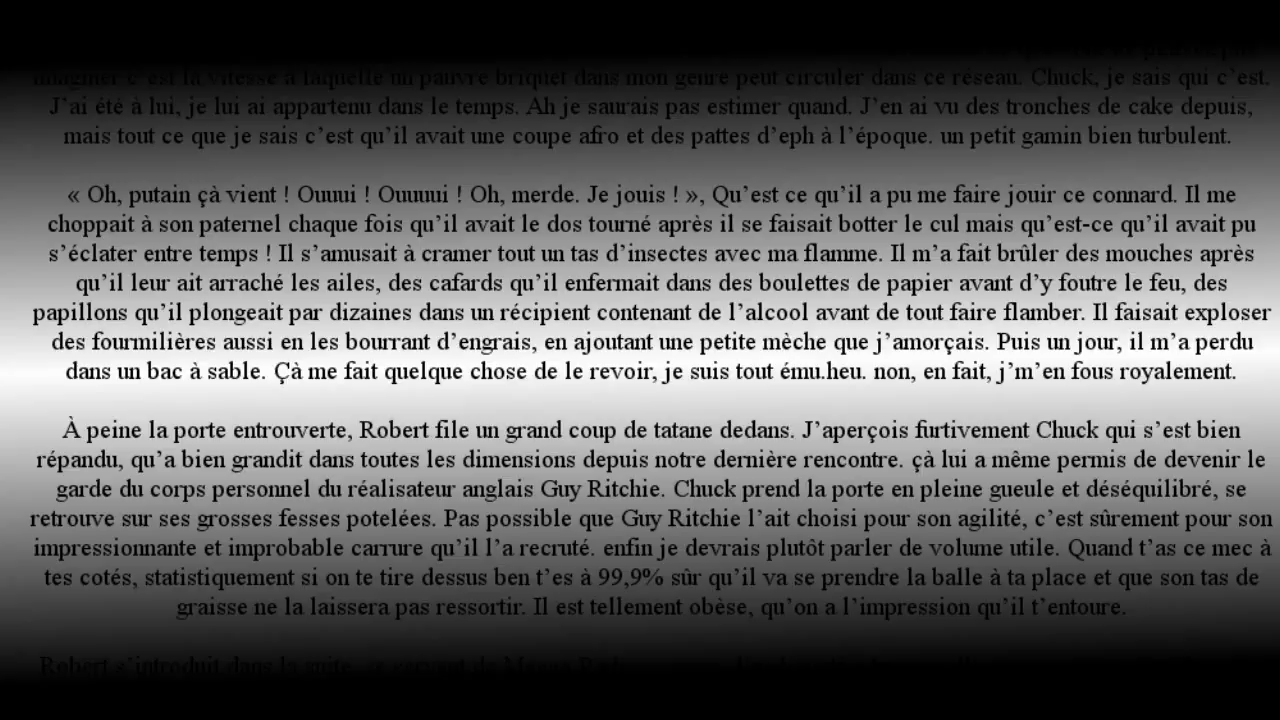 imaginer c'est la vitesse à laquelle un pauvre briquet dans mon genre peut circuler dans ce réseau. Chuck, je sais qui c'est.
J'ai été à lui, je lui ai appartenu dans le temps. Ah je saurais pas estimer quand. J'en ai vu des tronches de cake depuis,
mais tout ce que je sais c'est qu'il avait une coupe afro et des pattes d'eph à l'époque. un petit gamin bien turbulent.
« Oh, putain çà vient ! Ouuui ! Ouuuui ! Oh, merde. Je jouis ! », Qu'est ce qu'il a pu me faire jouir ce connard. Il me
choppait à son paternel chaque fois qu'il avait le dos tourné après il se faisait botter le cul mais qu'est-ce qu'il avait pu
s'éclater entre temps ! Il s'amusait à cramer tout un tas d'insectes avec ma flamme. Il m'a fait brûler des mouches après
qu'il leur ait arraché les ailes, des cafards qu'il enfermait dans des boulettes de papier avant d'y foutre le feu, des
papillons qu'il plongeait par dizaines dans un récipient contenant de l'alcool avant de tout faire flamber. Il faisait exploser
des fourmilières aussi en les bourrant d'engrais, en ajoutant une petite mèche que j'amorçais. Puis un jour, il m'a perdu
dans un bac à sable. Çà me fait quelque chose de le revoir, je suis tout ému.heu. non, en fait, j'm'en fous royalement.
À peine la porte entrouverte, Robert file un grand coup de tatane dedans. J'aperçois furtivement Chuck qui s'est bien
répandu, qu'a bien grandit dans toutes les dimensions depuis notre dernière rencontre. çà lui a même permis de devenir le
garde du corps personnel du réalisateur anglais Guy Ritchie. Chuck prend la porte en pleine gueule et déséquilibré, se
retrouve sur ses grosses fesses potelées. Pas possible que Guy Ritchie l'ait choisi pour son agilité, c'est sûrement pour son
impressionnante et improbable carrure qu'il l'a recruté. enfin je devrais plutôt parler de volume utile. Quand t'as ce mec à
tes cotés, statistiquement si on te tire dessus ben t'es à 99,9% sûr qu'il va se prendre la balle à ta place et que son tas de
graisse ne la laissera pas ressortir. Il est tellement obèse, qu'on a l'impression qu'il t'entoure.
Robert s'introduit dans la suite